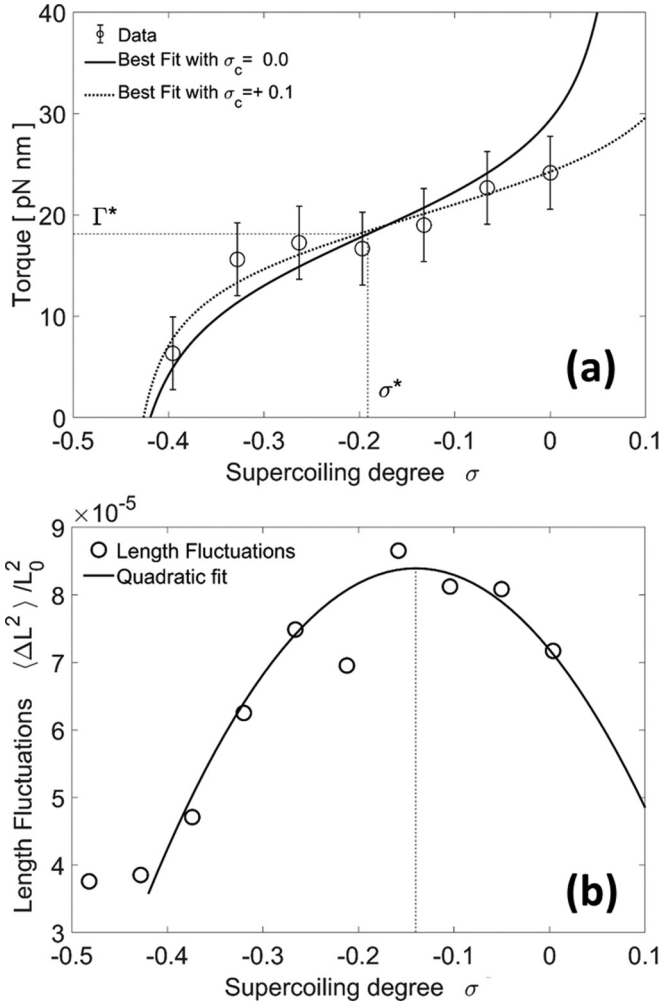 40
30
20
10
0
Torque [ pN nm]
Data
Best Fit with σc= 0.0
Best Fit with σc=+ 0.1
Γ*
σ*
(a)
-0.5 -0.4 -0.3 -0.2 -0.1 0 0.1
Supercoiling degree σ
×10-5
9
8
7
6
5
4
3
Length Fluctuations ⟨ΔL2⟩/L02
Length Fluctuations
Quadratic fit
(b)
-0.5 -0.4 -0.3 -0.2 -0.1 0 0.1
Supercoiling degree σ